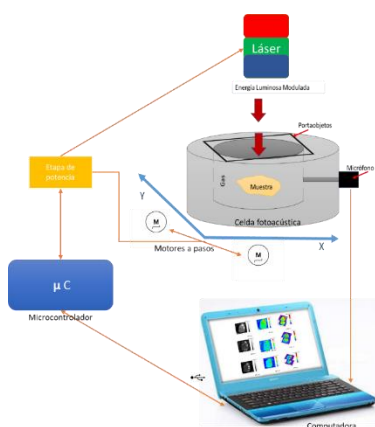 Láser
Energía Luminosa Modulada
Portaobjetos
Micrófono
Gas
Muestra
Celda fotoacústica
Etapa de
potencia
Y
M
M
X
Motores a pasos
µ C
Microcontrolador
Computadora